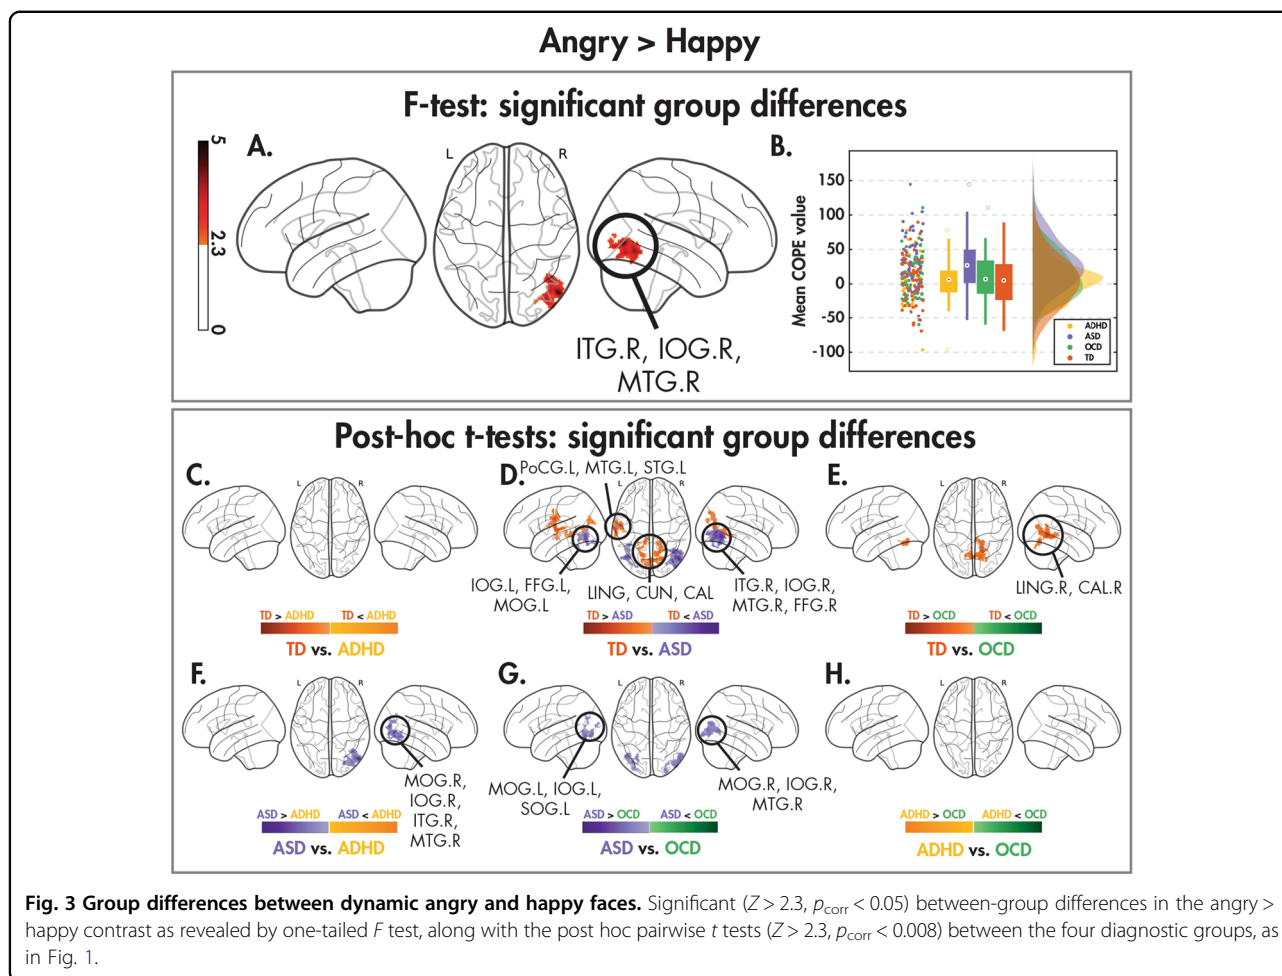 Angry > Happy
F-test: significant group differences
A.
L
R
5
2.3
0
ITG.R, IOG.R,
MTG.R
B.
Mean COPE value
150
100
50
0
-50
-100
ADHD
ASD
OCD
TD
Post-hoc t-tests: significant group differences
C.
L
R
TD > ADHD
TD < ADHD
TD vs. ADHD
D.
PoCG.L, MTG.L, STG.L
L
R
IOG.L, FFG.L,
MOG.L
LING, CUN, CAL
ITG.R, IOG.R,
MTG.R, FFG.R
TD > ASD
TD < ASD
TD vs. ASD
E.
L
R
LING.R, CAL.R
TD > OCD
TD < OCD
TD vs. OCD
F.
L
R
MOG.R,
IOG.R,
ITG.R,
MTG.R
ASD > ADHD
ASD < ADHD
ASD vs. ADHD
G.
L
R
MOG.L, IOG.L,
SOG.L
MOG.R, IOG.R,
MTG.R
ASD > OCD
ASD < OCD
ASD vs. OCD
H.
L
R
ADHD > OCD
ADHD < OCD
ADHD vs. OCD
Fig. 3 Group differences between dynamic angry and happy faces. Significant (Z > 2.3, pcorr < 0.05) between-group differences in the angry >
happy contrast as revealed by one-tailed F test, along with the post hoc pairwise t tests (Z > 2.3, pcorr < 0.008) between the four diagnostic groups, as
in Fig. 1.